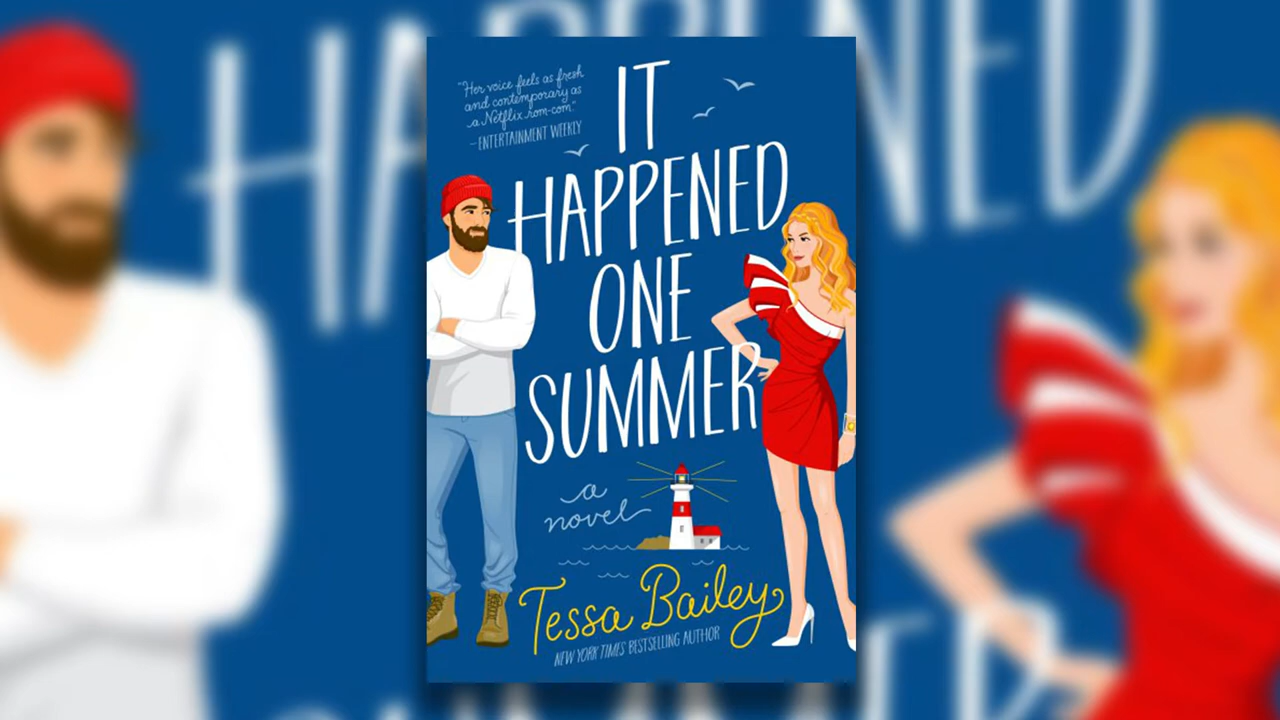 "Her voice feels as fresh
and contemporary as
a Netflix rom-com."
—ENTERTAINMENT WEEKLY
IT
HAPPENED
ONE
SUMMER
a
novel
Tessa Bailey
NEW YORK TIMES BESTSELLING AUTHOR